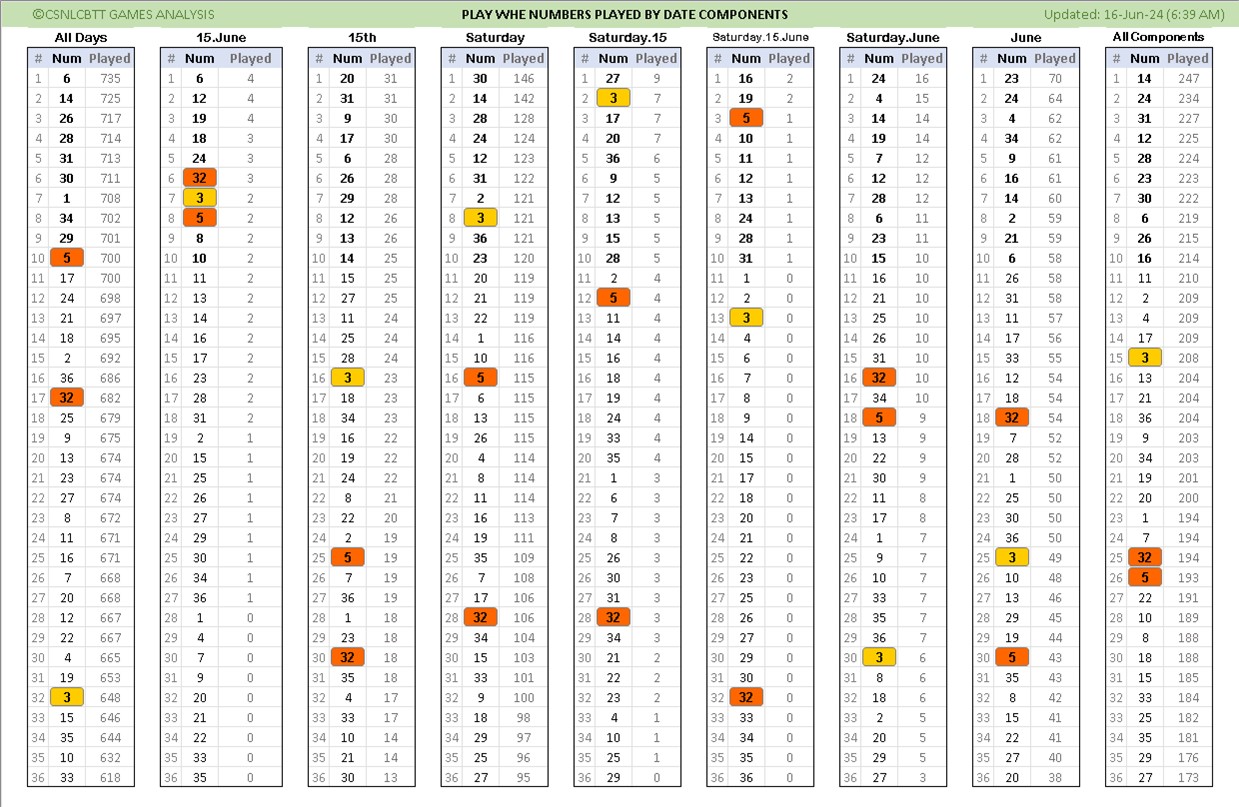 ©CSNLCBTT GAMES ANALYSIS PLAY WHE NUMBERS PLAYED BY DATE COMPONENTS Updated: 16-Jun-24 (6:39 AM)
All Days 15.June 15th Saturday Saturday.15 Saturday.15.June Saturday.June June All Components
# Num Played # Num Played # Num Played # Num Played # Num Played # Num Played # Num Played # Num Played # Num Played
1 6 735 1 6 4 1 20 31 1 30 146 1 27 9 1 16 2 1 24 16 1 23 70 1 14 247
2 14 725 2 12 4 2 31 31 2 14 142 2 3 7 2 19 2 2 4 15 2 24 64 2 24 234
3 26 717 3 19 4 3 9 30 3 28 128 3 17 7 3 5 1 3 14 14 3 4 62 3 31 227
4 28 714 4 18 3 4 17 30 4 24 124 4 20 7 4 10 1 4 19 14 4 34 62 4 12 225
5 31 713 5 24 3 5 6 28 5 12 123 5 36 6 5 11 1 5 7 12 5 9 61 5 28 224
6 30 711 6 32 3 6 26 28 6 31 122 6 9 5 6 12 1 6 12 12 6 16 61 6 23 223
7 1 708 7 3 2 7 29 28 7 2 121 7 12 5 7 13 1 7 28 12 7 14 60 7 30 222
8 34 702 8 5 2 8 12 26 8 3 121 8 13 5 8 24 1 8 6 11 8 2 59 8 6 219
9 29 701 9 8 2 9 13 26 9 36 121 9 15 5 9 28 1 9 23 11 9 21 59 9 26 215
10 5 700 10 10 2 10 14 25 10 23 120 10 28 5 10 31 1 10 15 10 10 6 58 10 16 214
11 17 700 11 11 2 11 15 25 11 20 119 11 2 4 11 1 0 11 16 10 11 26 58 11 11 210
12 24 698 12 13 2 12 27 25 12 21 119 12 5 4 12 2 0 12 21 10 12 31 58 12 2 209
13 21 697 13 14 2 13 11 24 13 22 119 13 11 4 13 3 0 13 25 10 13 11 57 13 4 209
14 18 695 14 16 2 14 25 24 14 1 116 14 14 4 14 4 0 14 26 10 14 17 56 14 17 209
15 2 692 15 17 2 15 28 24 15 10 116 15 16 4 15 6 0 15 31 10 15 33 55 15 3 208
16 36 686 16 23 2 16 3 23 16 5 115 16 18 4 16 7 0 16 32 10 16 12 54 16 13 204
17 32 682 17 28 2 17 18 23 17 6 115 17 19 4 17 8 0 17 34 10 17 18 54 17 21 204
18 25 679 18 31 2 18 34 23 18 13 115 18 24 4 18 9 0 18 5 9 18 32 54 18 36 204
19 9 675 19 2 1 19 16 22 19 26 115 19 33 4 19 14 0 19 13 9 19 7 52 19 9 203
20 13 674 20 15 1 20 19 22 20 4 114 20 35 4 20 15 0 20 22 9 20 28 52 20 34 203
21 23 674 21 25 1 21 24 22 21 8 114 21 1 3 21 17 0 21 30 9 21 1 50 21 19 201
22 27 674 22 26 1 22 8 21 22 11 114 22 6 3 22 18 0 22 11 8 22 25 50 22 20 200
23 8 672 23 27 1 23 22 20 23 16 113 23 7 3 23 20 0 23 17 8 23 30 50 23 1 194
24 11 671 24 29 1 24 2 19 24 19 111 24 8 3 24 21 0 24 1 7 24 36 50 24 7 194
25 16 671 25 30 1 25 5 19 25 35 109 25 26 3 25 22 0 25 9 7 25 3 49 25 32 194
26 7 668 26 34 1 26 7 19 26 7 108 26 30 3 26 23 0 26 10 7 26 10 48 26 5 193
27 20 668 27 36 1 27 36 19 27 17 106 27 31 3 27 25 0 27 33 7 27 13 46 27 22 191
28 12 667 28 1 0 28 1 18 28 32 106 28 32 3 28 26 0 28 35 7 28 29 45 28 10 189
29 22 667 29 4 0 29 23 18 29 34 104 29 34 3 29 27 0 29 36 7 29 19 44 29 8 188
30 4 665 30 7 0 30 32 18 30 15 103 30 21 2 30 29 0 30 3 6 30 5 43 30 18 188
31 19 653 31 9 0 31 35 18 31 33 101 31 22 2 31 30 0 31 8 6 31 35 43 31 15 185
32 3 648 32 20 0 32 4 17 32 9 100 32 23 2 32 32 0 32 18 6 32 8 42 32 33 184
33 15 646 33 21 0 33 33 17 33 18 98 33 4 1 33 33 0 33 2 5 33 15 41 33 25 182
34 35 644 34 22 0 34 10 14 34 29 97 34 10 1 34 34 0 34 20 5 34 22 41 34 35 181
35 10 632 35 33 0 35 21 14 35 25 96 35 25 1 35 35 0 35 32 5 35 27 40 35 29 176
36 33 618 36 35 0 36 30 13 36 27 95 36 29 0 36 36 0 36 27 3 36 20 38 36 27 173